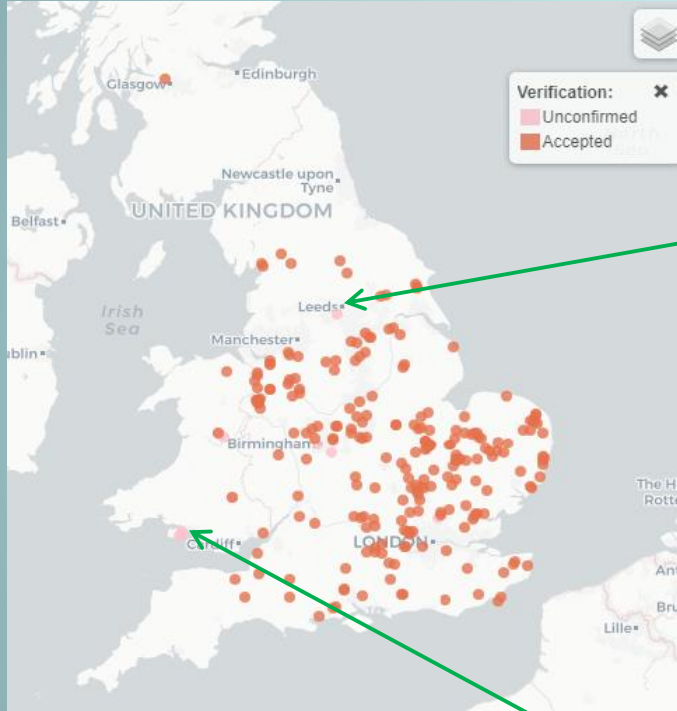 Glasgow
Edinburgh
Verification:
Unconfirmed
Accepted
Newcastle upon
Tyne
UNITED KINGDOM
Belfast
Leeds
Irish
Sea
Manchester
blin
Birmingham
The H
Rotte
Cardiff
LONDON
Ant
Bru
Lille